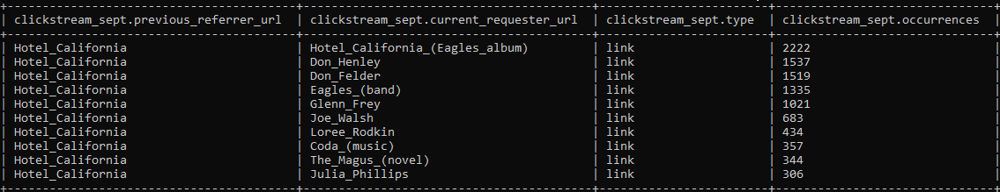 clickstream_sept.previous_referrer_url | clickstream_sept.current_requester_url | clickstream_sept.type | clickstream_sept.occurrences
Hotel_California | Hotel_California_(Eagles_album) | link | 2222
Hotel_California | Don_Henley | link | 1537
Hotel_California | Don_Felder | link | 1519
Hotel_California | Eagles_(band) | link | 1335
Hotel_California | Glenn_Frey | link | 1021
Hotel_California | Joe_Walsh | link | 683
Hotel_California | Loree_Rodkin | link | 434
Hotel_California | Coda_(music) | link | 357
Hotel_California | The_Magus_(novel) | link | 344
Hotel_California | Julia_Phillips | link | 306